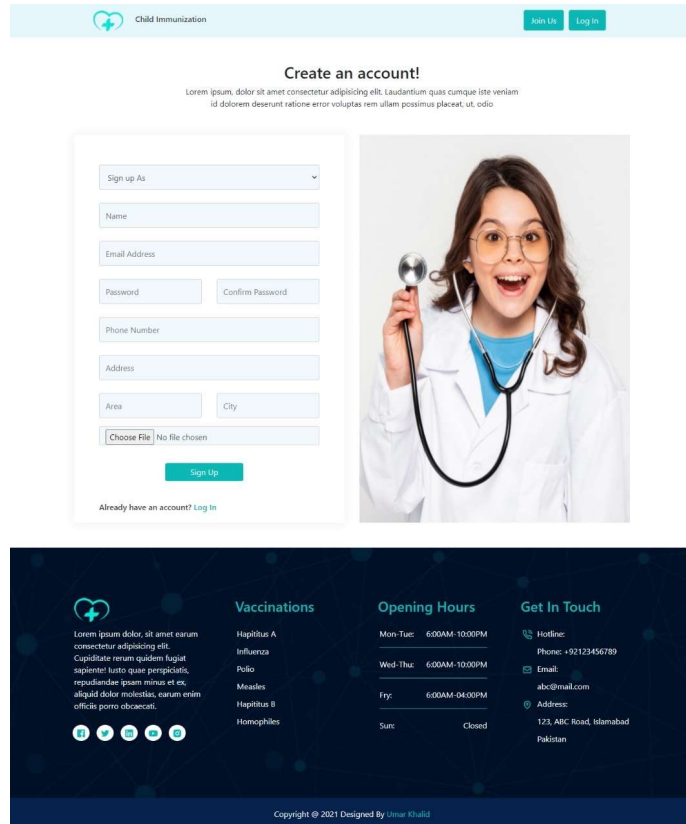 Child Immunization
Join Us
Log In
Create an account!
Lorem ipsum, dolor sit amet consectetur adipisicing elit. Laudantium quas cumque iste veniam
id dolorem deserunt ratione error voluptas rem ullam possimus placeat, ut, odio
Sign up As
Name
Email Address
Password
Confirm Password
Phone Number
Address
Area
City
Choose File No file chosen
Sign Up
Already have an account? Log In
Lorem ipsum dolor, sit amet earum
consectetur adipisicing elit.
Cupiditate rerum quidem fugiat
sapiente! Iusto quae perspiciatis,
repudiandae ipsam minus et ex,
aliquid dolor molestias, earum enim
officiis porro obcaecati.
Vaccinations
Hapititus A
Influenza
Polio
Measles
Hapititus B
Homophiles
Opening Hours
Mon-Tue: 6:00AM-10:00PM
Wed-Thu: 6:00AM-10:00PM
Fry: 6:00AM-04:00PM
Sun: Closed
Get In Touch
Hotline:
Phone: +92123456789
Email:
abc@mail.com
Address:
123, ABC Road, Islamabad
Pakistan
Copyright @ 2021 Designed By Umar Khalid